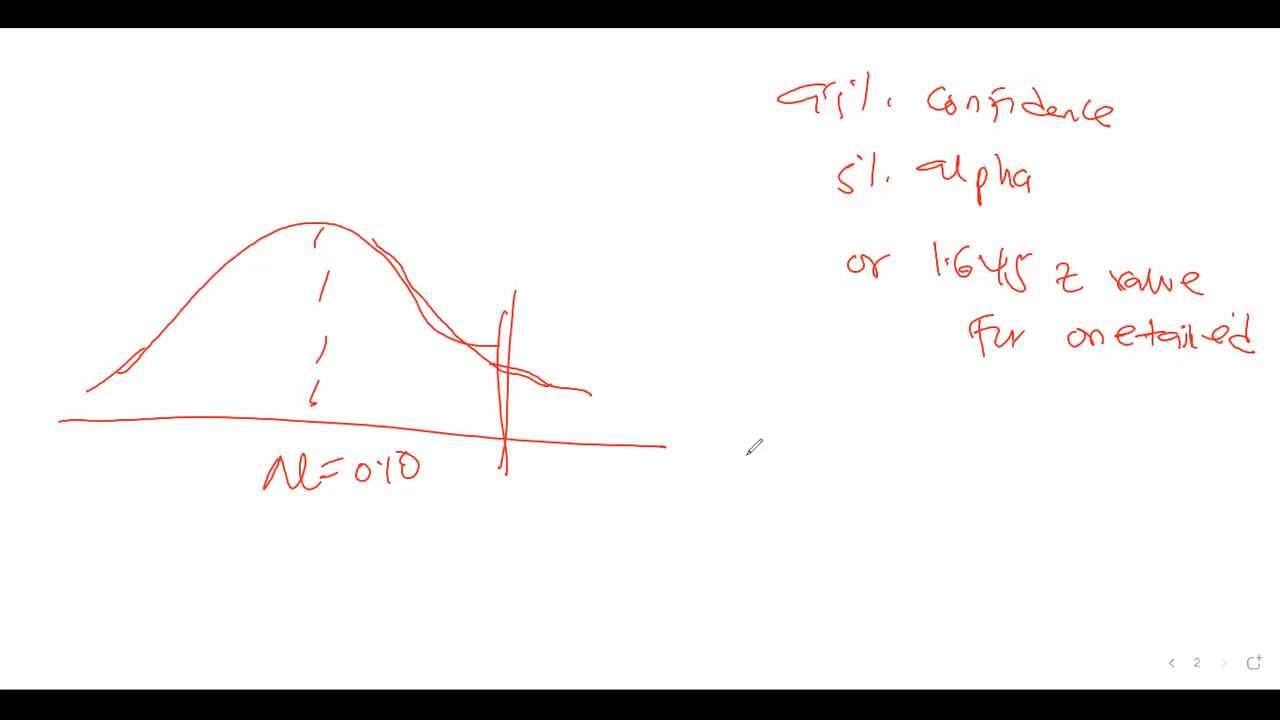 95%. confidence
5%. alpha
or 1.645 z value
For onetailed
M=0.10
2